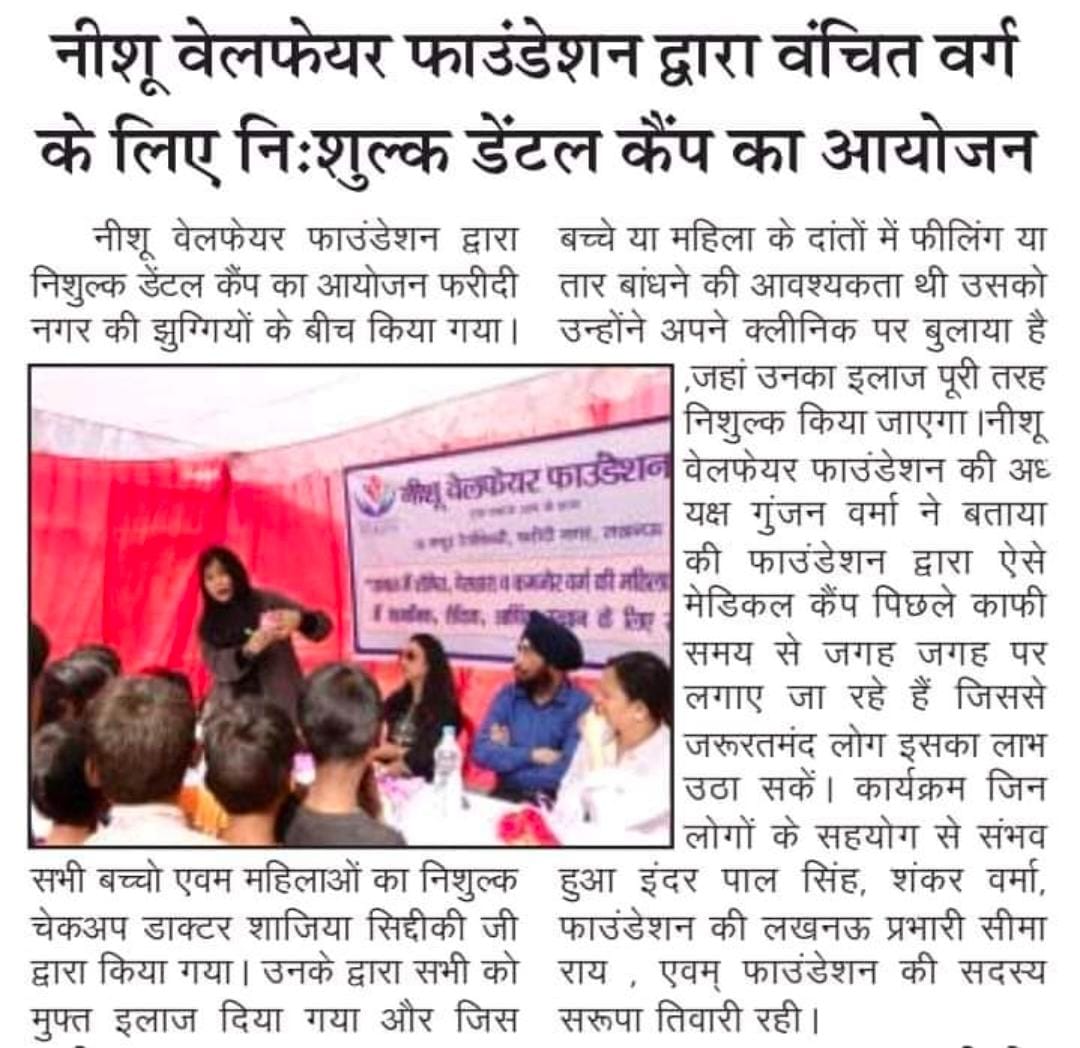 नीशू वेलफेयर फाउंडेशन द्वारा वंचित वर्ग
के लिए निःशुल्क डेंटल कैंप का आयोजन
नीशू वेलफेयर फाउंडेशन द्वारा
निशुल्क डेंटल कैंप का आयोजन फरीदी
नगर की झुग्गियों के बीच किया गया।
नीशू वेलफेयर फाउंडेशन
सभी बच्चो एवम महिलाओं का निशुल्क
चेकअप डाक्टर शाजिया सिद्दीकी जी
द्वारा किया गया। उनके द्वारा सभी को
मुफ्त इलाज दिया गया और जिस
बच्चे या महिला के दांतों में फीलिंग या
तार बांधने की आवश्यकता थी उसको
उन्होंने अपने क्लीनिक पर बुलाया है
,जहां उनका इलाज पूरी तरह
निशुल्क किया जाएगा।नीशू
वेलफेयर फाउंडेशन की अध
यक्ष गुंजन वर्मा ने बताया
की फाउंडेशन द्वारा ऐसे
मेडिकल कैंप पिछले काफी
समय से जगह जगह पर
लगाए जा रहे हैं जिससे
जरूरतमंद लोग इसका लाभ
उठा सकें। कार्यक्रम जिन
लोगों के सहयोग से संभव
हुआ इंदर पाल सिंह, शंकर वर्मा,
फाउंडेशन की लखनऊ प्रभारी सीमा
राय , एवम् फाउंडेशन की सदस्य
सरूपा तिवारी रही।